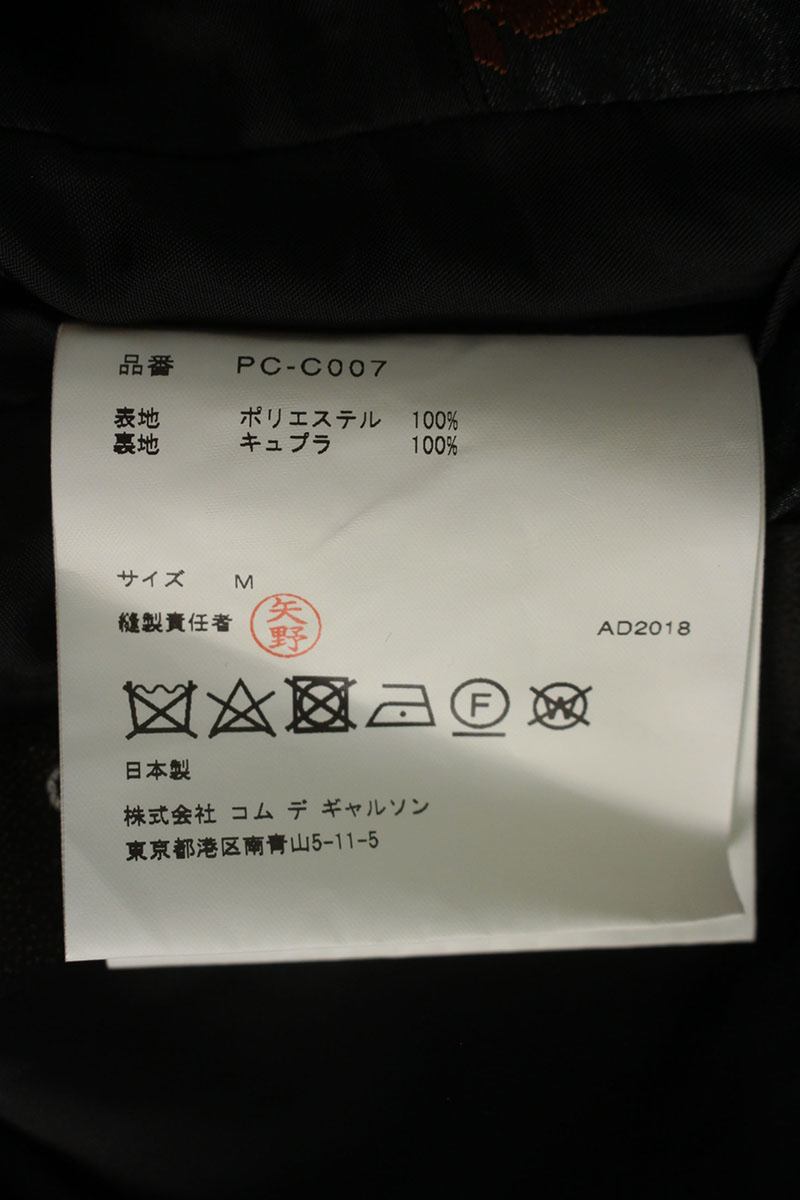 品番 PC-C007
表地 ポリエステル 100%
裏地 キュプラ 100%
サイズ M
縫製責任者 矢野 AD2018
F W
日本製
株式会社 コム デ ギャルソン
東京都港区南青山5-11-5